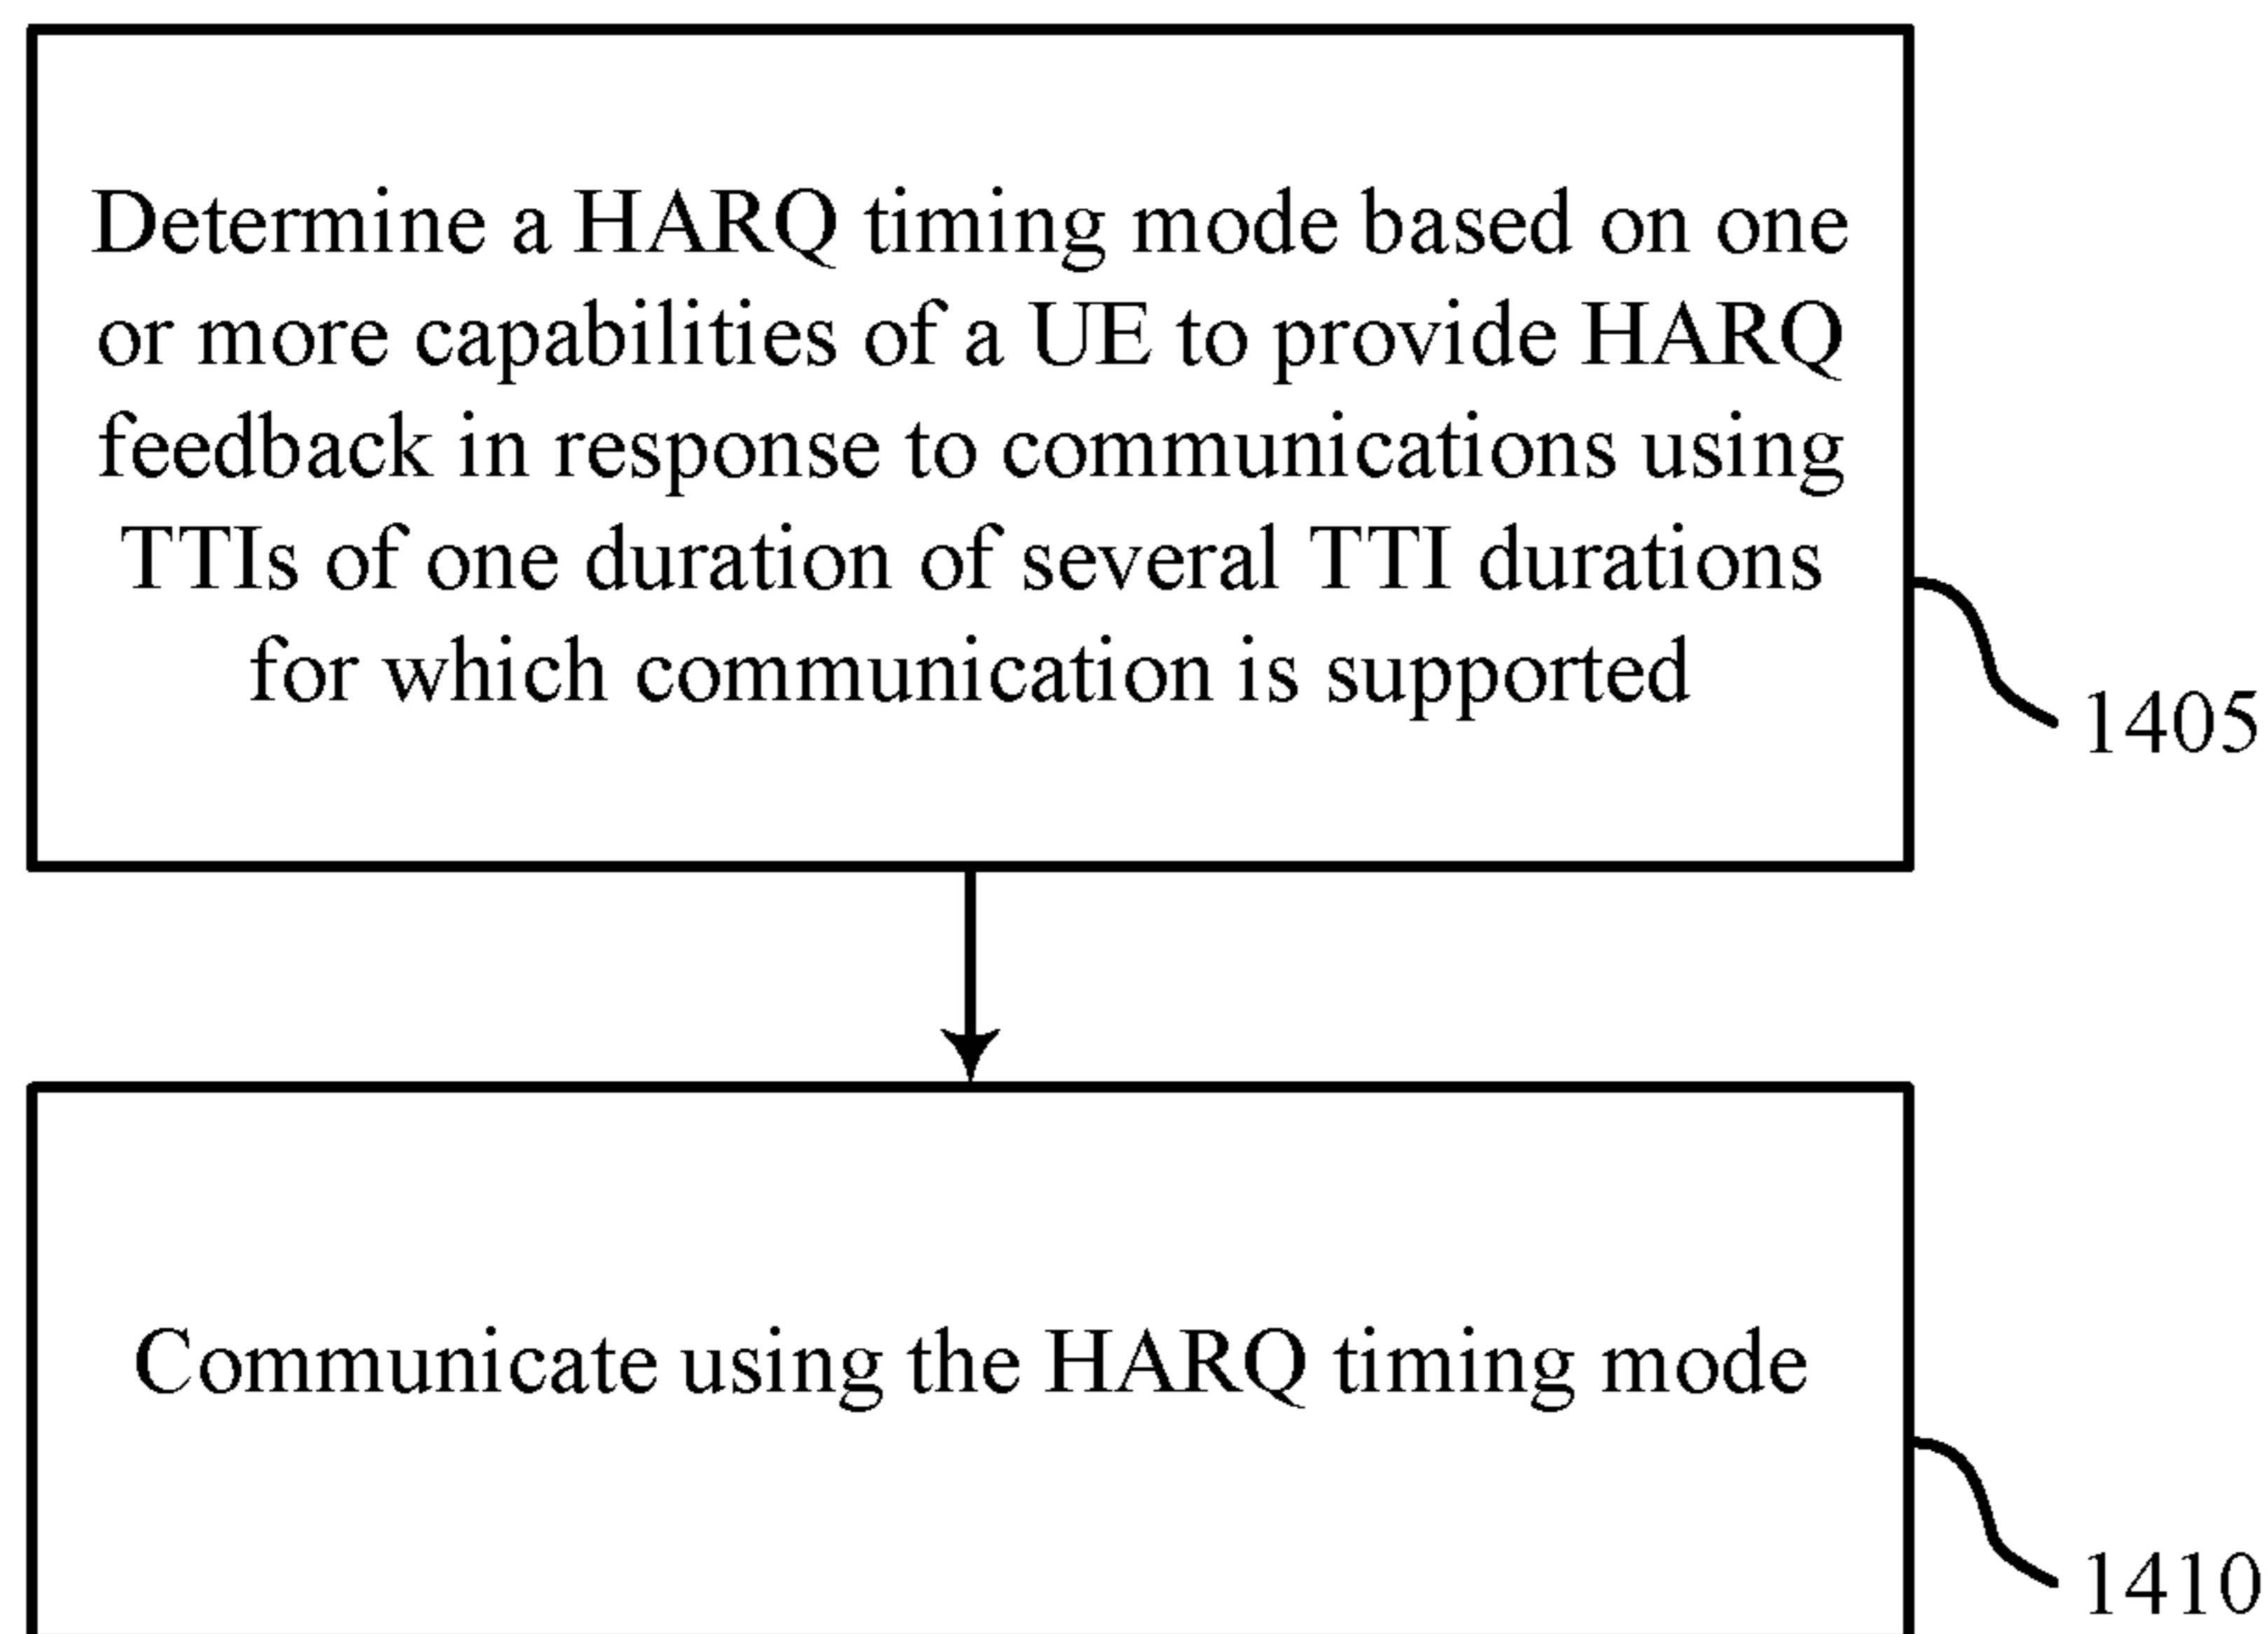 Determine a HARQ timing mode based on one
or more capabilities of a UE to provide HARQ
feedback in response to communications using
TTIs of one duration of several TTI durations
for which communication is supported
1405
Communicate using the HARQ timing mode
1410